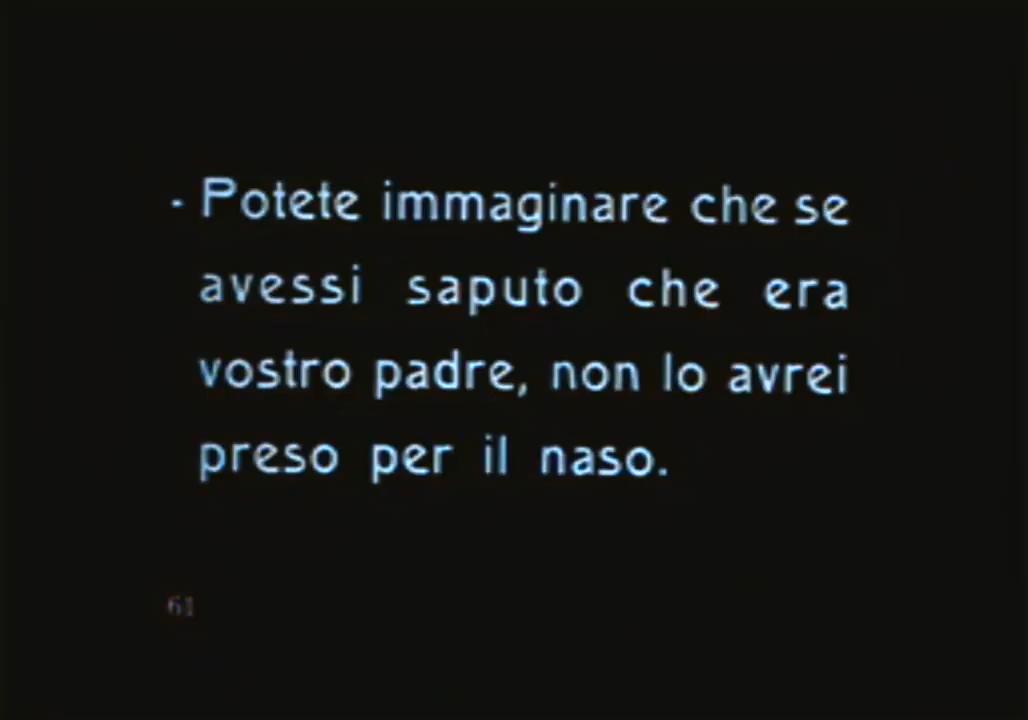 - Potete immaginare che se
avessi saputo che era
vostro padre, non lo avrei
preso per il naso.
61